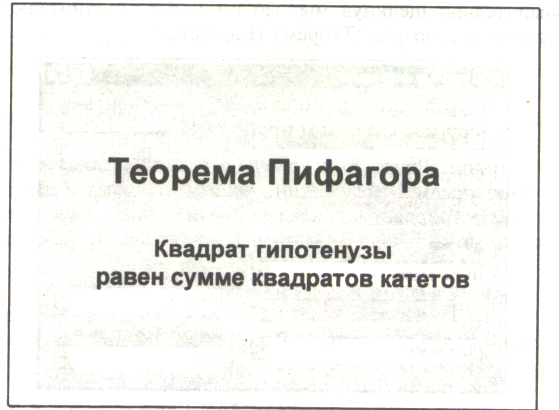 Теорема Пифагора
Квадрат гипотенузы
равен сумме квадратов катетов